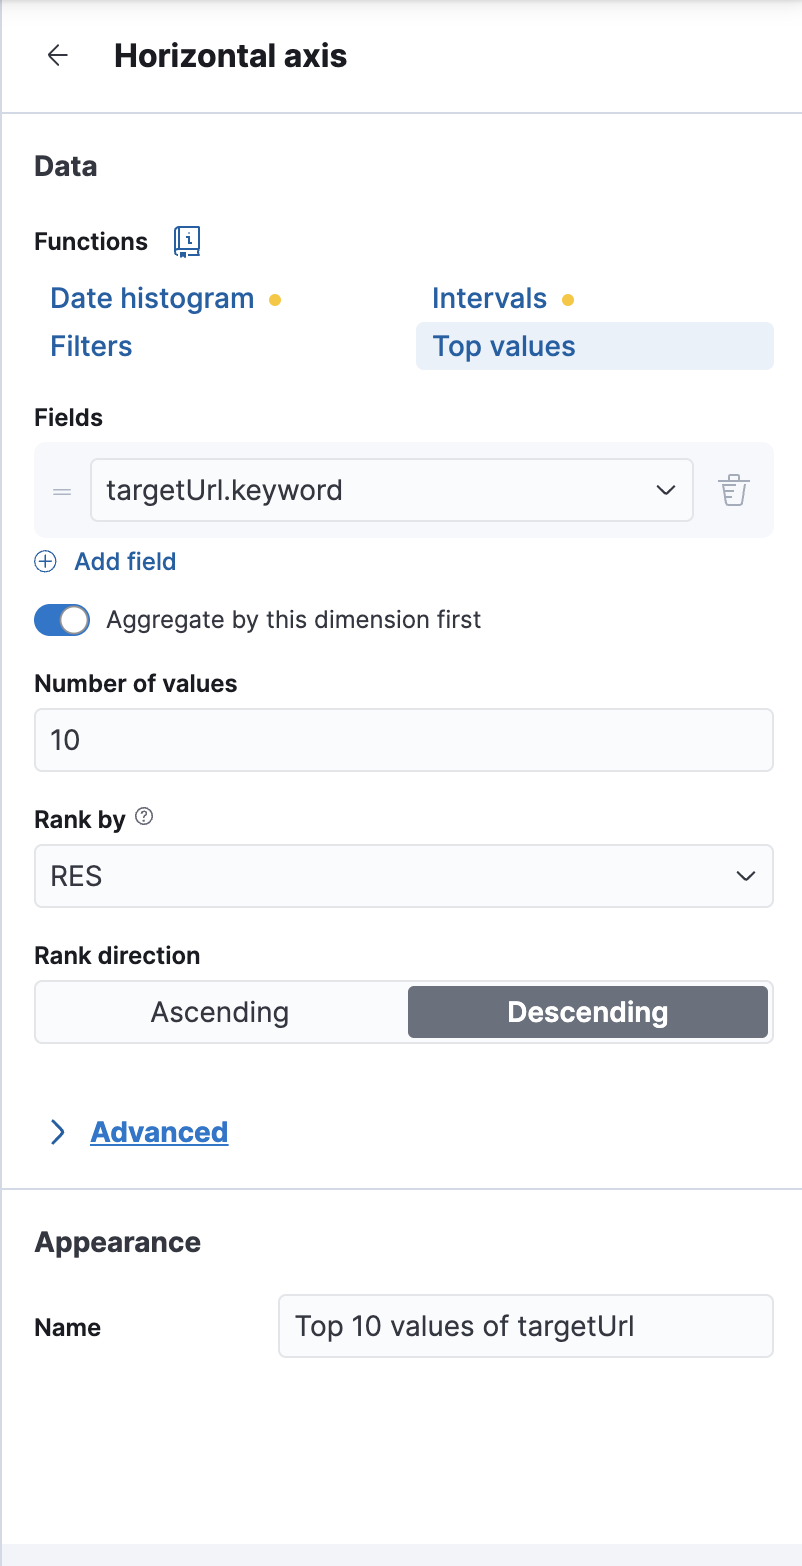 Horizontal axis
Data
Functions
Date histogram
Intervals
Filters
Top values
Fields
targetUrl.keyword
Add field
Aggregate by this dimension first
Number of values
10
Rank by
RES
Rank direction
Ascending
Descending
Advanced
Appearance
Name
Top 10 values of targetUrl